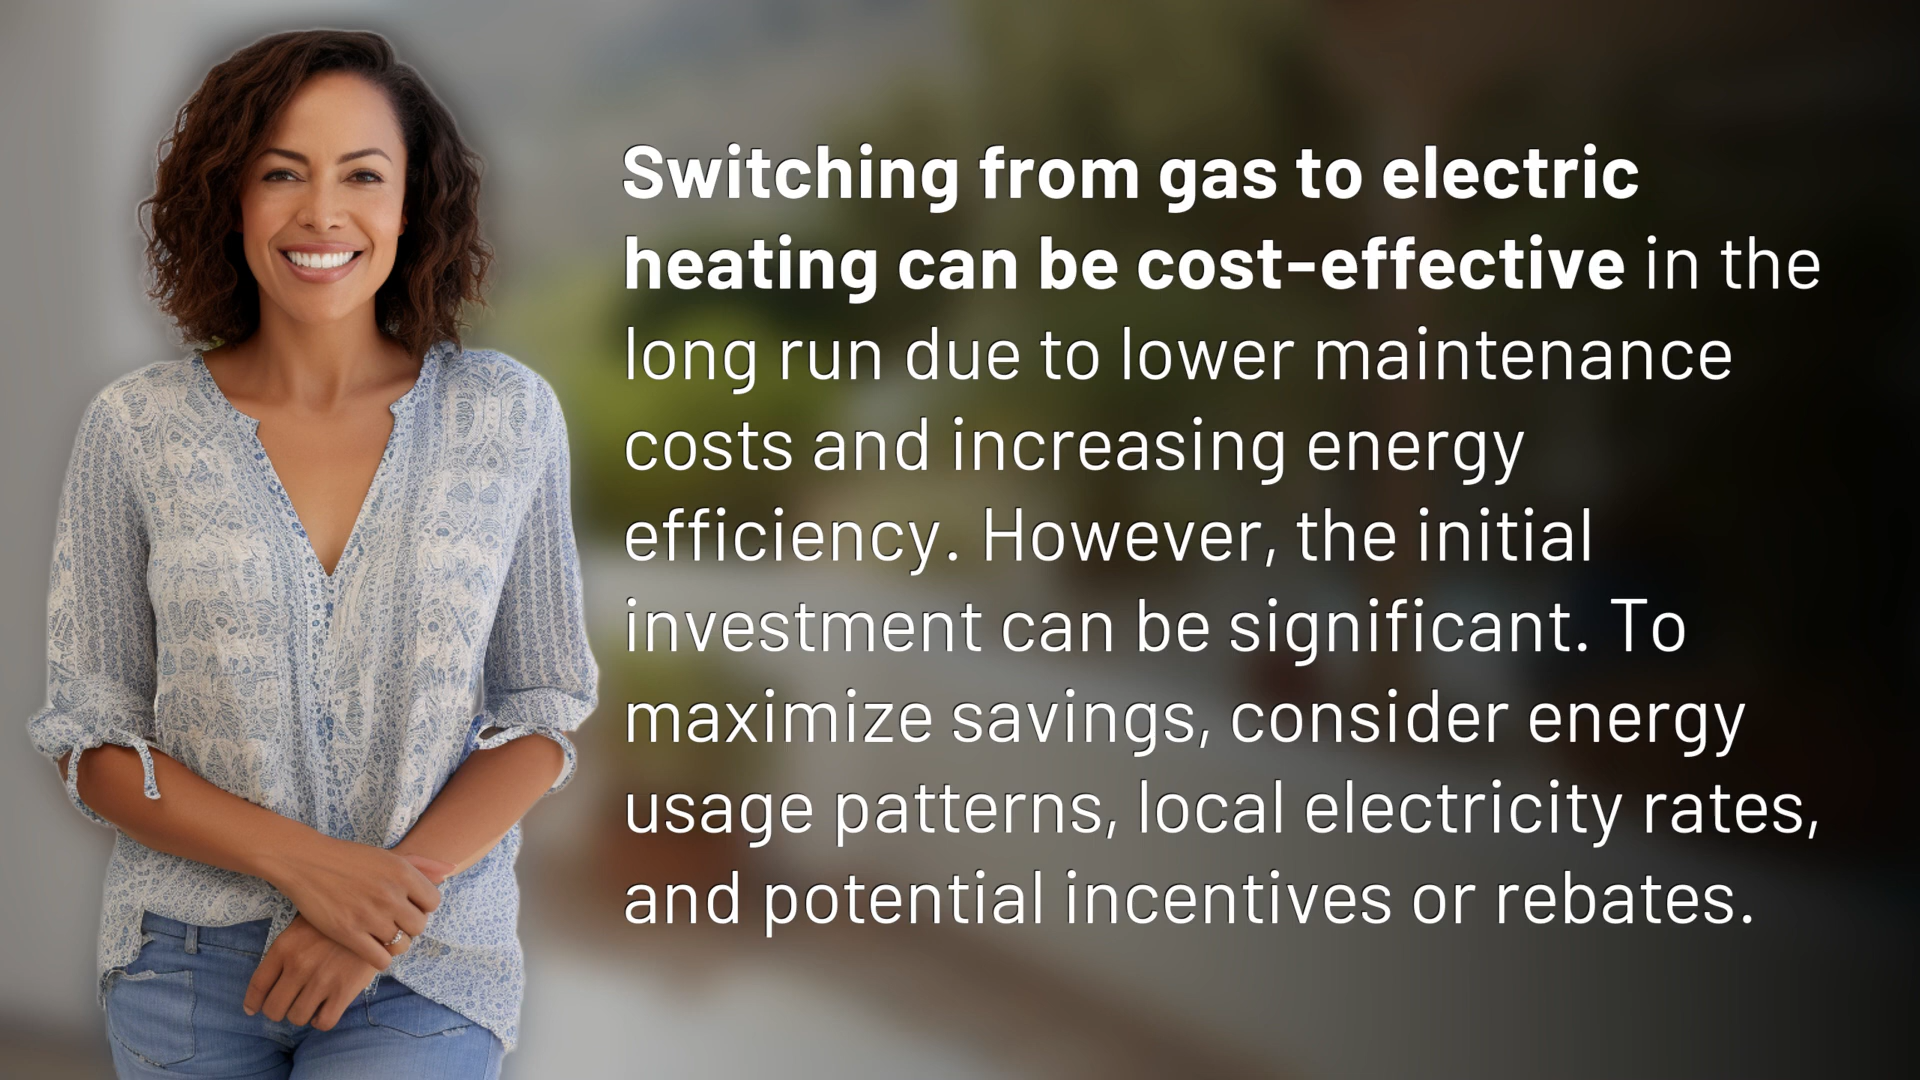 Switching from gas to electric
heating can be cost-effective in the
long run due to lower maintenance
costs and increasing energy
efficiency. However, the initial
investment can be significant. To
maximize savings, consider energy
usage patterns, local electricity rates,
and potential incentives or rebates.